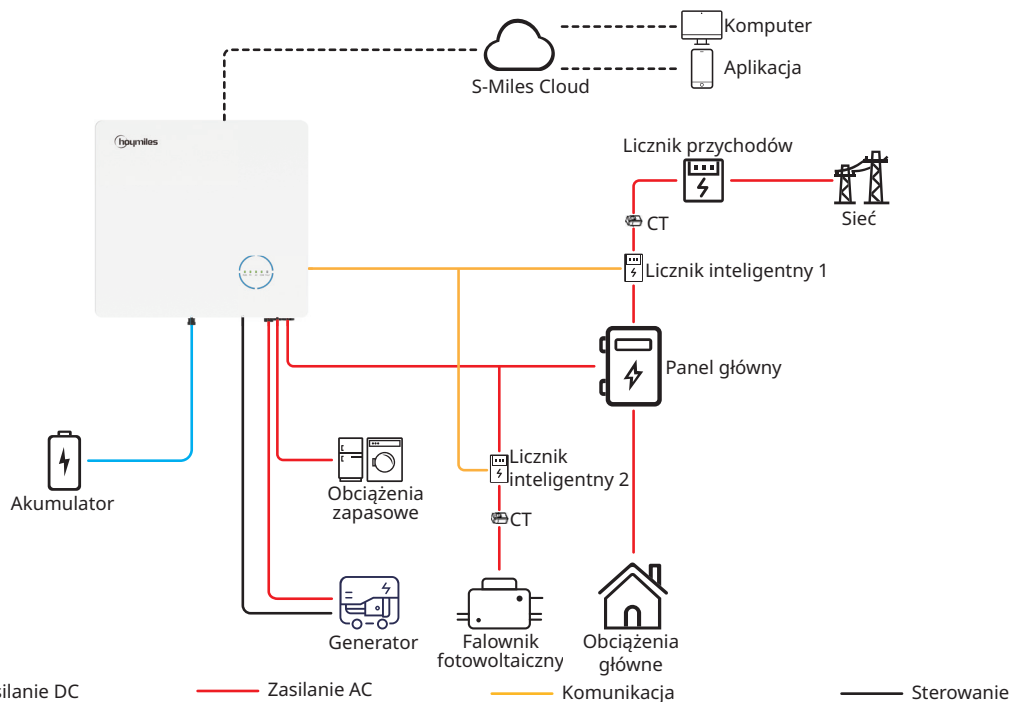 Komputer
Aplikacja
S-Miles Cloud
hoymiles
Licznik przychodów
Sieć
CT
Licznik inteligentny 1
Panel główny
Licznik
inteligentny 2
CT
Akumulator
Obciążenia
zapasowe
Generator
Falownik
fotowoltaiczny
Obciążenia
główne
silanie DC
Zasilanie AC
Komunikacja
Sterowanie